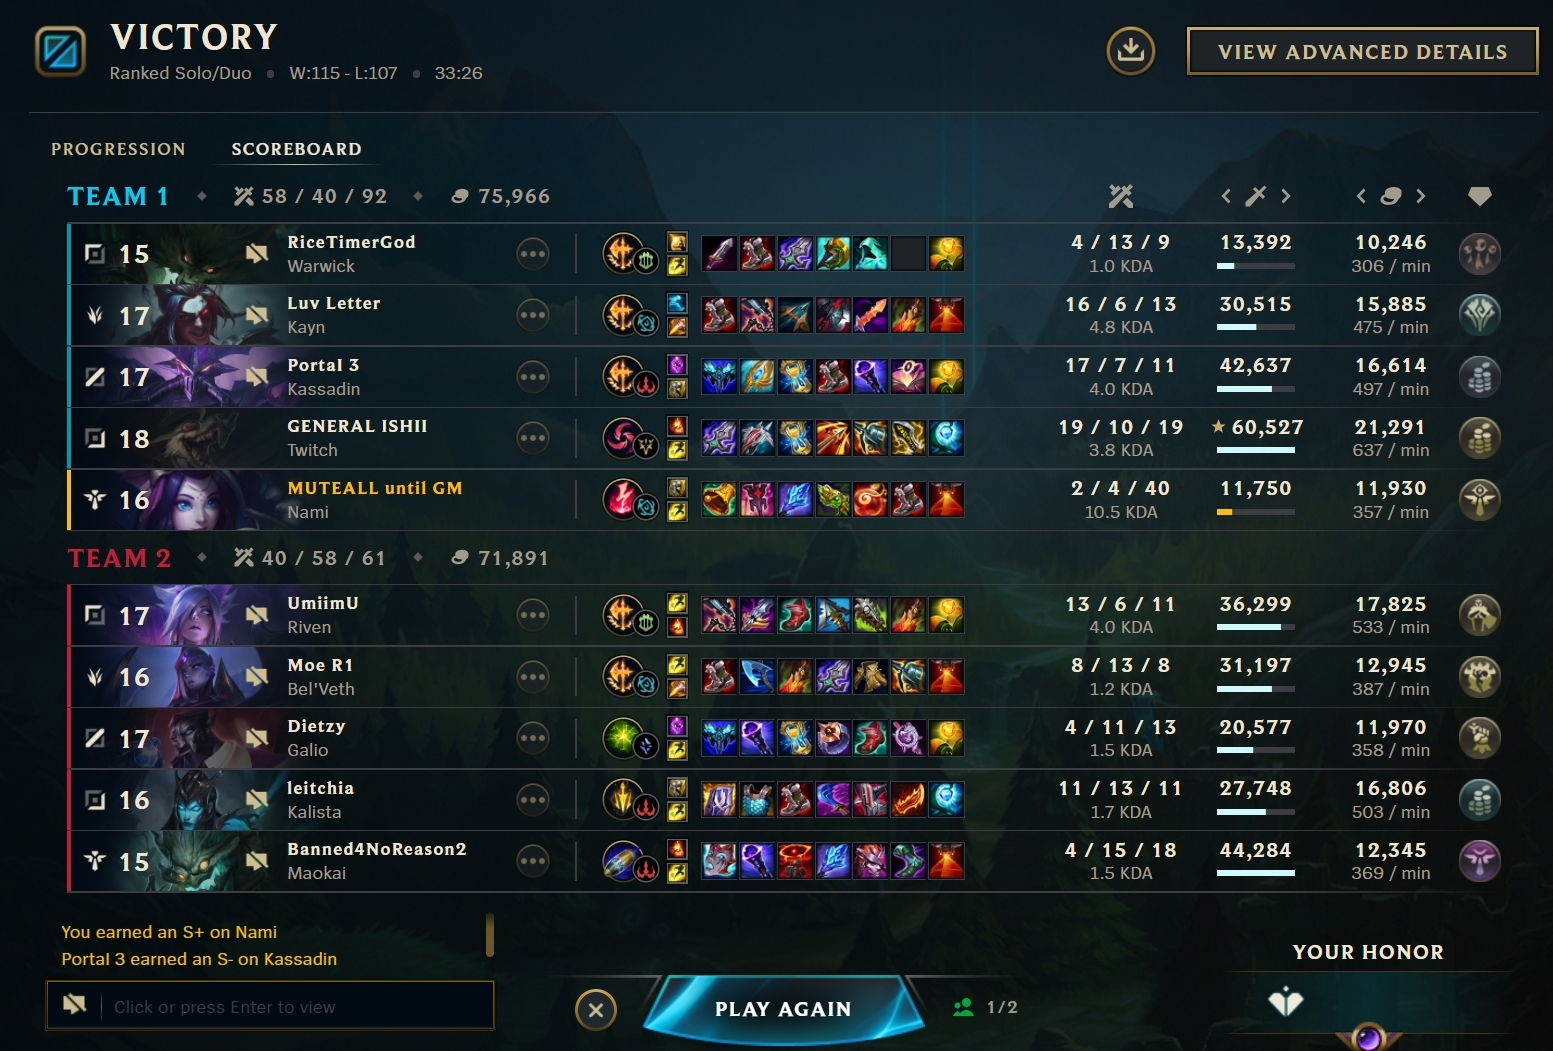 VICTORY
Ranked Solo/Duo • W:115 - L:107 • 33:26
VIEW ADVANCED DETAILS
PROGRESSION SCOREBOARD
TEAM 1 58 / 40 / 92 75,966
15 RiceTimerGod 4 / 13 / 9 13,392 10,246
Warwick 1.0 KDA 306 / min
17 Luv Letter 16 / 6 / 13 30,515 15,885
Kayn 4.8 KDA 475 / min
17 Portal 3 17 / 7 / 11 42,637 16,614
Kassadin 4.0 KDA 497 / min
18 GENERAL ISHII 19 / 10 / 19 60,527 21,291
Twitch 3.8 KDA 637 / min
16 MUTEALL until GM 2 / 4 / 40 11,750 11,930
Nami 10.5 KDA 357 / min
TEAM 2 40 / 58 / 61 71,891
17 UmiimU 13 / 6 / 11 36,299 17,825
Riven 4.0 KDA 533 / min
16 Moe R1 8 / 13 / 8 31,197 12,945
Bel'Veth 1.2 KDA 387 / min
17 Dietzy 4 / 11 / 13 20,577 11,970
Galio 1.5 KDA 358 / min
16 leitchia 11 / 13 / 11 27,748 16,806
Kalista 1.7 KDA 503 / min
15 Banned4NoReason2 4 / 15 / 18 44,284 12,345
Maokai 1.5 KDA 369 / min
You earned an S+ on Nami
Portal 3 earned an S- on Kassadin
Click or press Enter to view
PLAY AGAIN
1/2
YOUR HONOR